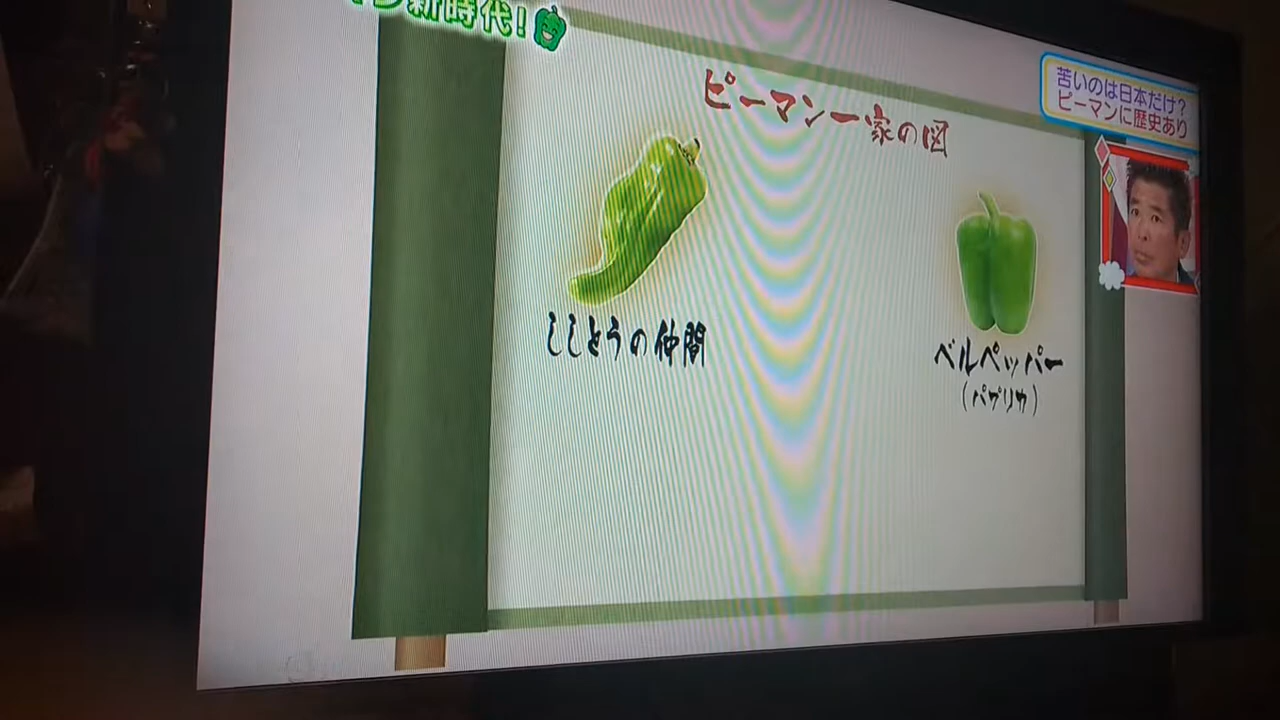 新時代!
苦いのは日本だけ?
ピーマンに歴史あり
ピーマン一家の図
ししとうの仲間
ベルペッパー
(パプリカ)